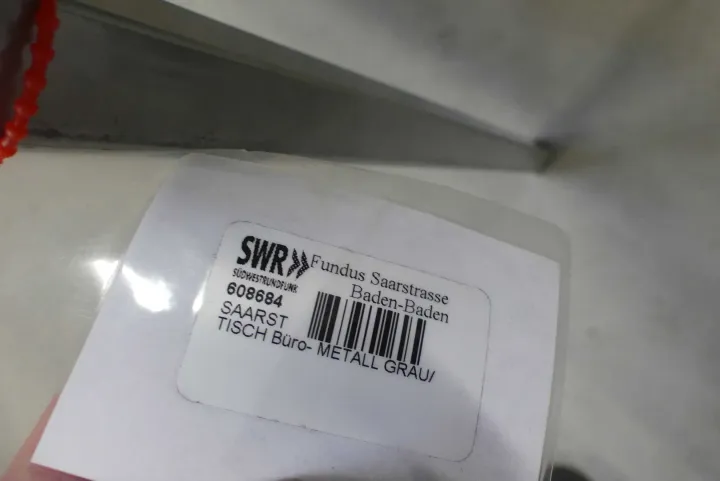 SWR Fundus Saarstrasse
SÜDWESTRUNDFUNK Baden-Baden
608684
SAARST
TISCH Büro- METALL GRAU/